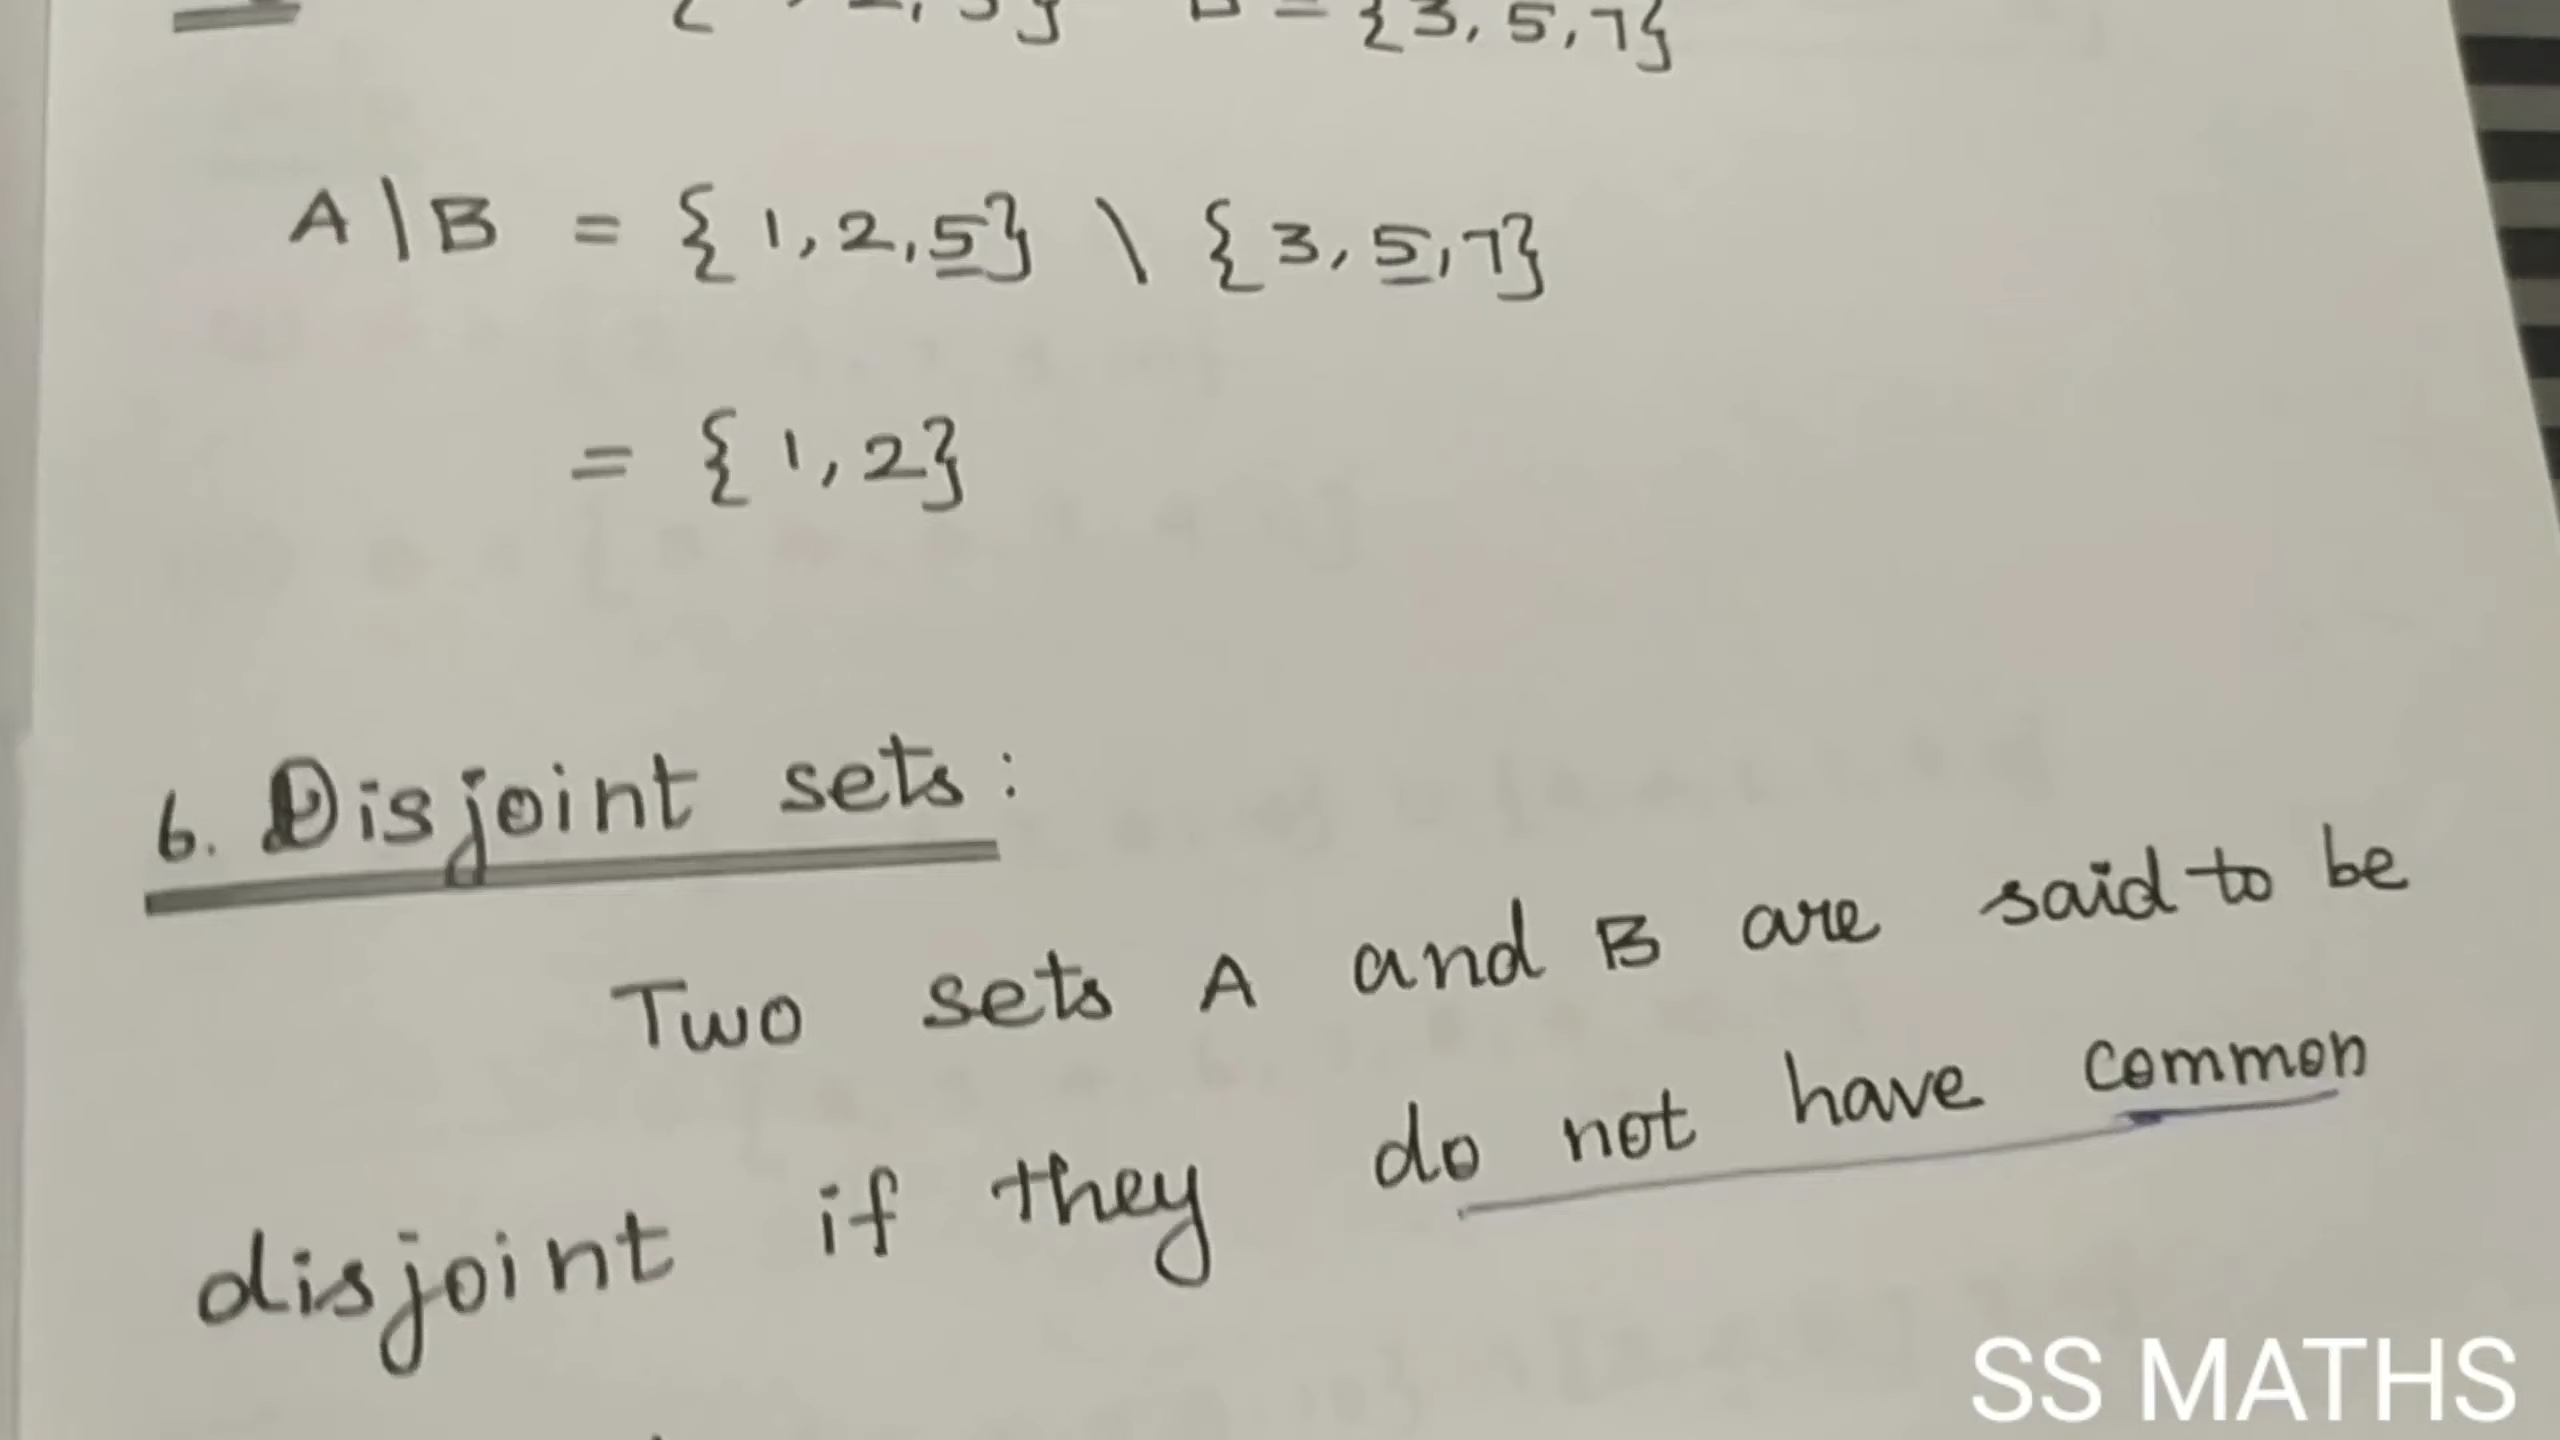 B = {3, 5, 7}
A \ B = {1, 2, 5} \ {3, 5, 7}
= {1, 2}
6. Disjoint sets :
Two sets A and B are said to be
disjoint if they do not have common
SS MATHS